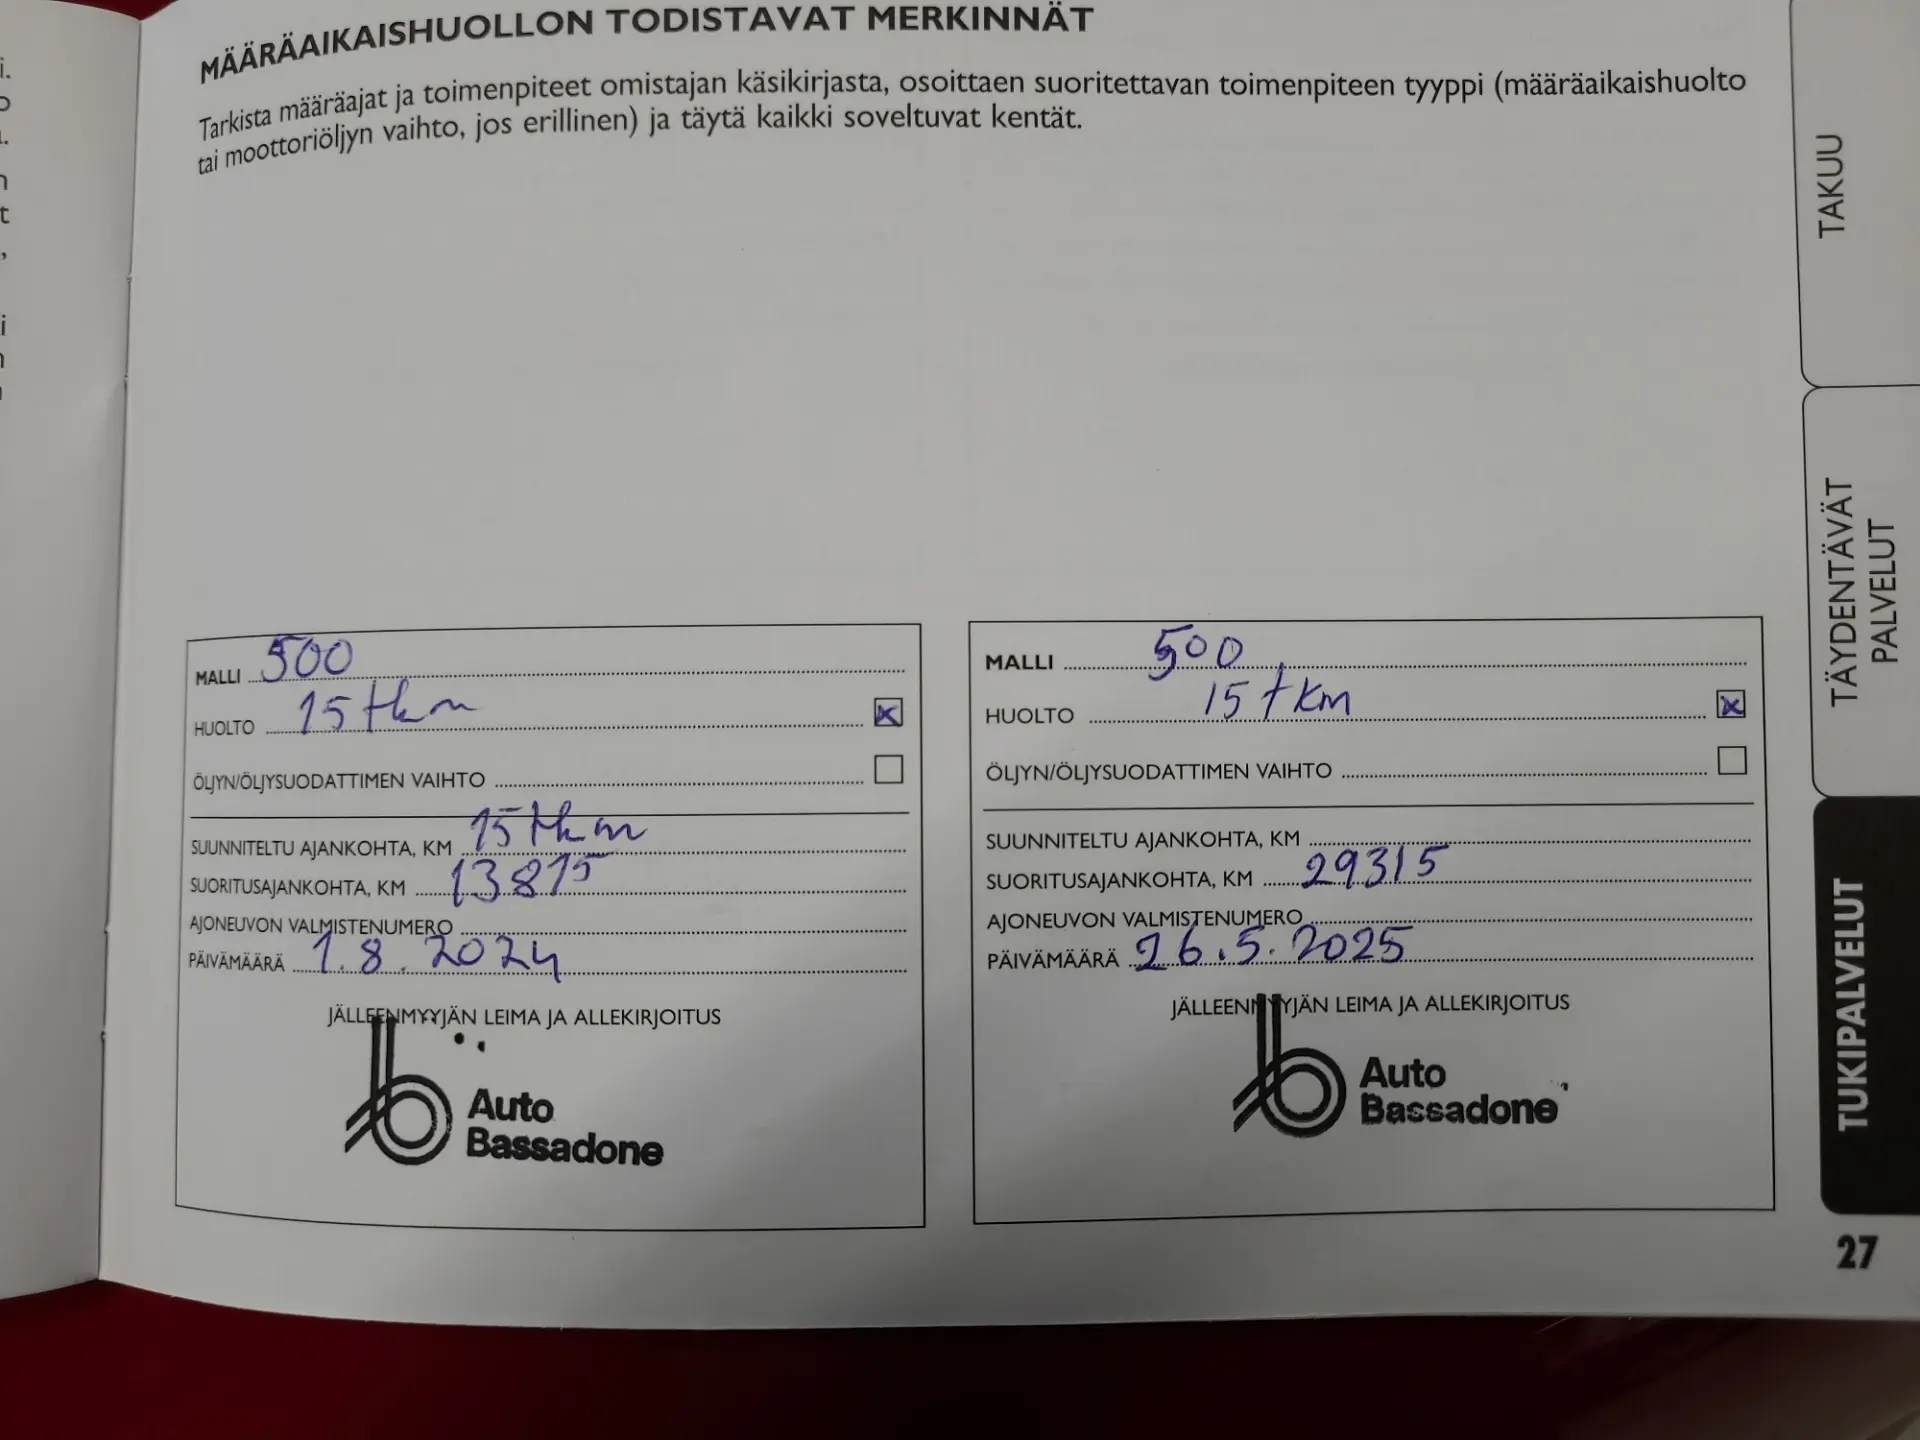 MÄÄRÄAIKAISHUOLLON TODISTAVAT MERKINNÄT
Tarkista määräajat ja toimenpiteet omistajan käsikirjasta, osoittaen suoritettavan toimenpiteen tyyppi (määräaikaishuolto
tai moottoriöljyn vaihto, jos erillinen) ja täytä kaikki soveltuvat kentät.
MALLI 500
HUOLTO 15 tkm
ÖLJYN/ÖLJYSUODATTIMEN VAIHTO
SUUNNITELTU AJANKOHTA, KM 15 tkm
SUORITUSAJANKOHTA, KM 13875
AJONEUVON VALMISTENUMERO
PÄIVÄMÄÄRÄ 1.8.2024
JÄLLEENMYYJÄN LEIMA JA ALLEKIRJOITUS
Auto
Bassadone
MALLI 500
HUOLTO 15 tkm
ÖLJYN/ÖLJYSUODATTIMEN VAIHTO
SUUNNITELTU AJANKOHTA, KM
SUORITUSAJANKOHTA, KM 29315
AJONEUVON VALMISTENUMERO
PÄIVÄMÄÄRÄ 26.5.2025
JÄLLEENMYYJÄN LEIMA JA ALLEKIRJOITUS
Auto
Bassadone
TAKUU
TÄYDENTÄVÄT
PALVELUT
TUKIPALVELUT
27